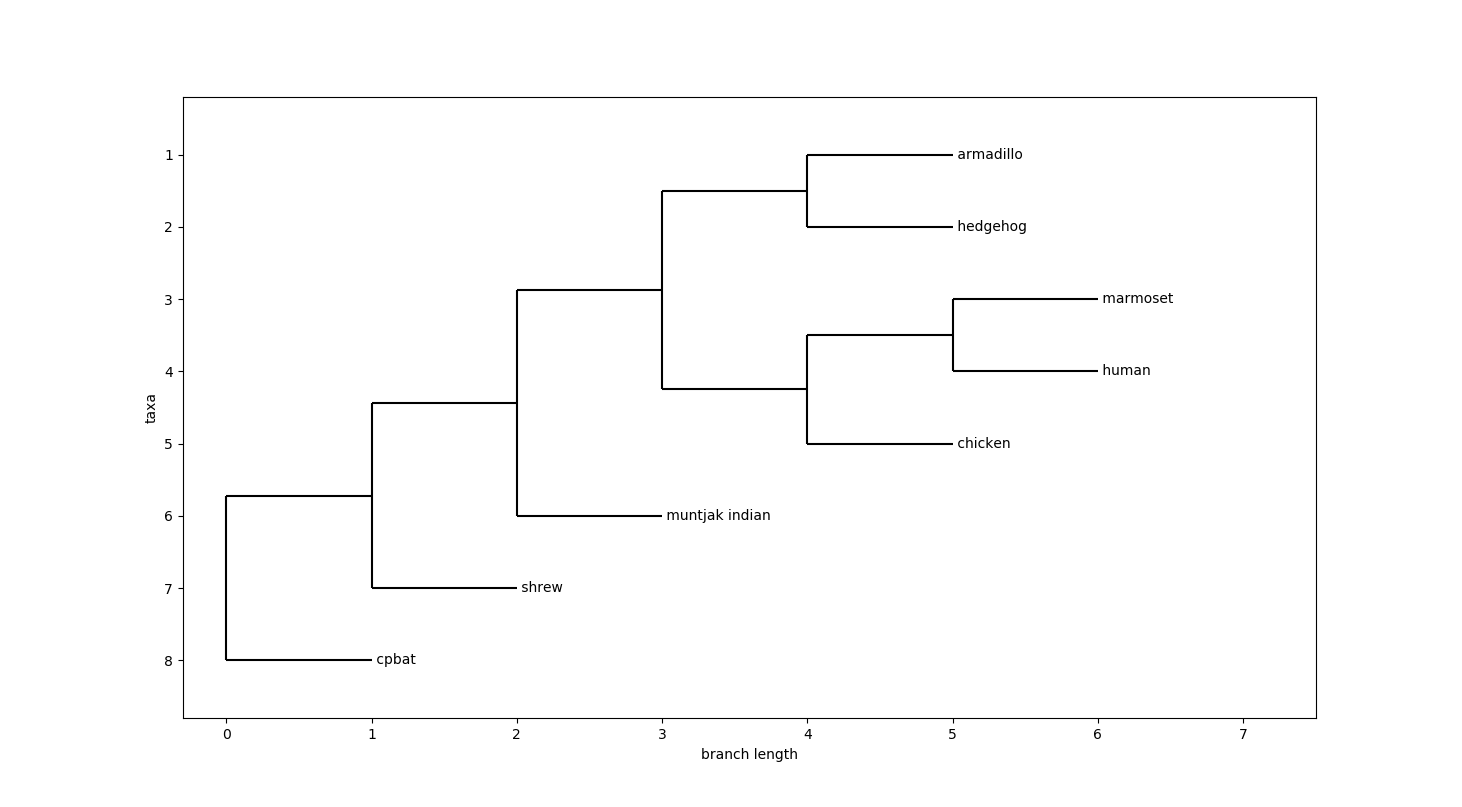 1
armadillo
2
hedgehog
3
marmoset
4
human
taxa
5
chicken
6
muntjak indian
7
shrew
8
cpbat
0 1 2 3 4 5 6 7
branch length